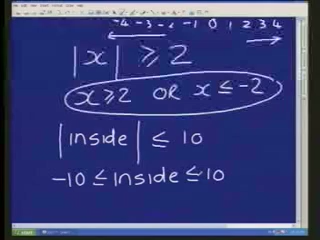 -4 -3 -2 -1 0 1 2 3 4
|x| ≥ 2
x ≥ 2 OR x ≤ -2
|inside| ≤ 10
-10 ≤ inside ≤ 10